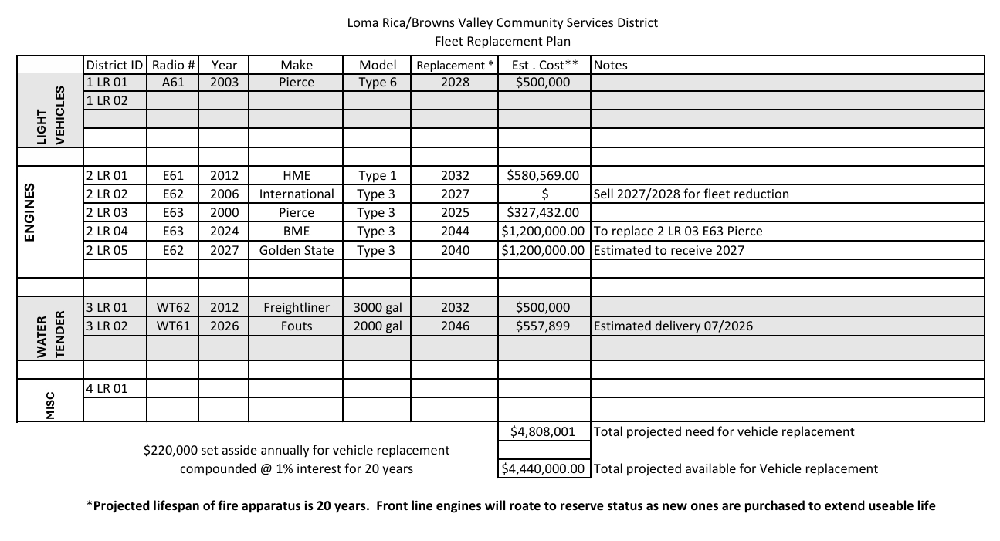 Loma Rica/Browns Valley Community Services District
Fleet Replacement Plan
District ID Radio # Year Make Model Replacement * Est . Cost** Notes
LIGHT VEHICLES
1 LR 01 A61 2003 Pierce Type 6 2028 $500,000
1 LR 02
ENGINES
2 LR 01 E61 2012 HME Type 1 2032 $580,569.00
2 LR 02 E62 2006 International Type 3 2027 $ Sell 2027/2028 for fleet reduction
2 LR 03 E63 2000 Pierce Type 3 2025 $327,432.00
2 LR 04 E63 2024 BME Type 3 2044 $1,200,000.00 To replace 2 LR 03 E63 Pierce
2 LR 05 E62 2027 Golden State Type 3 2040 $1,200,000.00 Estimated to receive 2027
WATER TENDER
3 LR 01 WT62 2012 Freightliner 3000 gal 2032 $500,000
3 LR 02 WT61 2026 Fouts 2000 gal 2046 $557,899 Estimated delivery 07/2026
MISC
4 LR 01
$4,808,001 Total projected need for vehicle replacement
$220,000 set asside annually for vehicle replacement
compounded @ 1% interest for 20 years $4,440,000.00 Total projected available for Vehicle replacement
*Projected lifespan of fire apparatus is 20 years. Front line engines will roate to reserve status as new ones are purchased to extend useable life